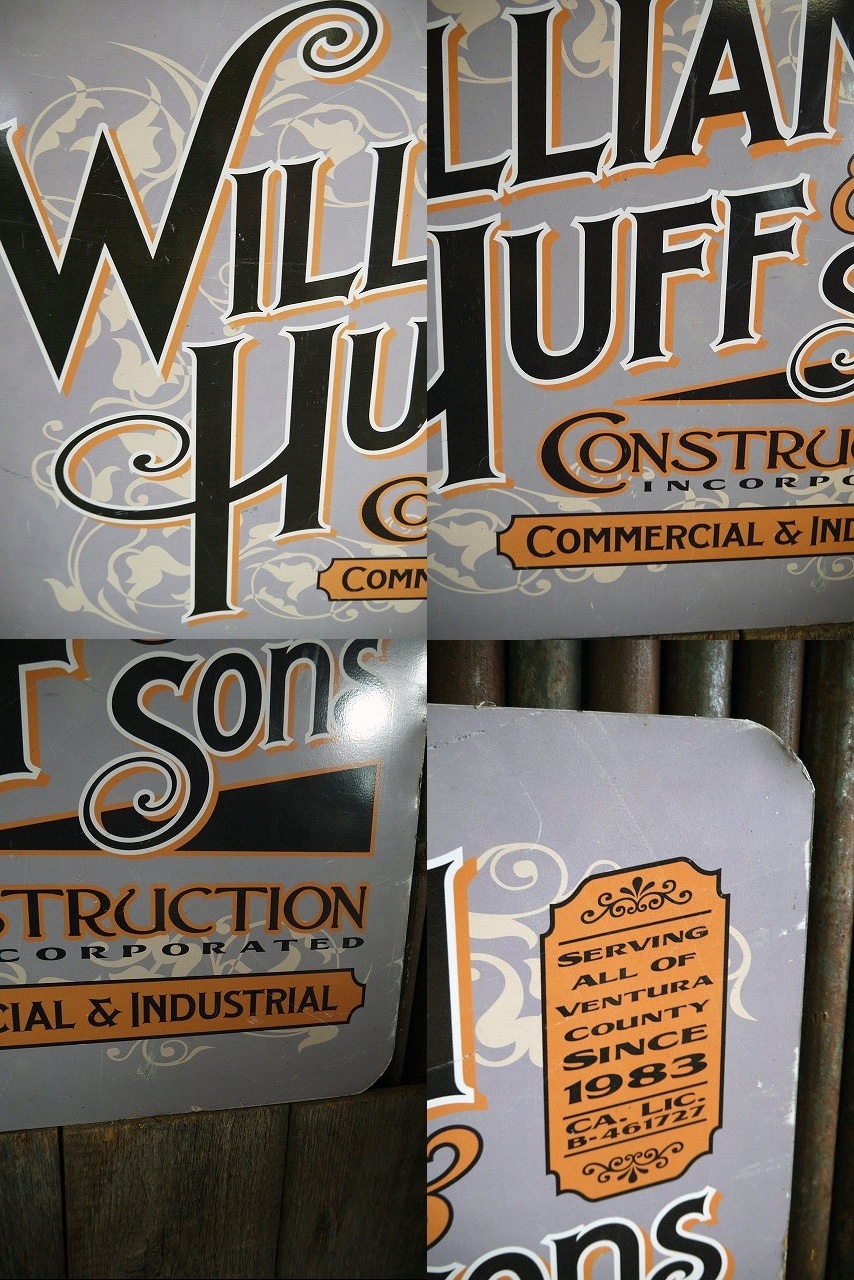 WILL
HU
CO
COMM
LLIAM
HUFF &
S
CONSTRUC
INCORPO
COMMERCIAL & IND
SONS
STRUCTION
CORPORATED
CIAL & INDUSTRIAL
SERVING
ALL OF
VENTURA
COUNTY
SINCE
1983
CA. LIC.
B-461727
&
ONS